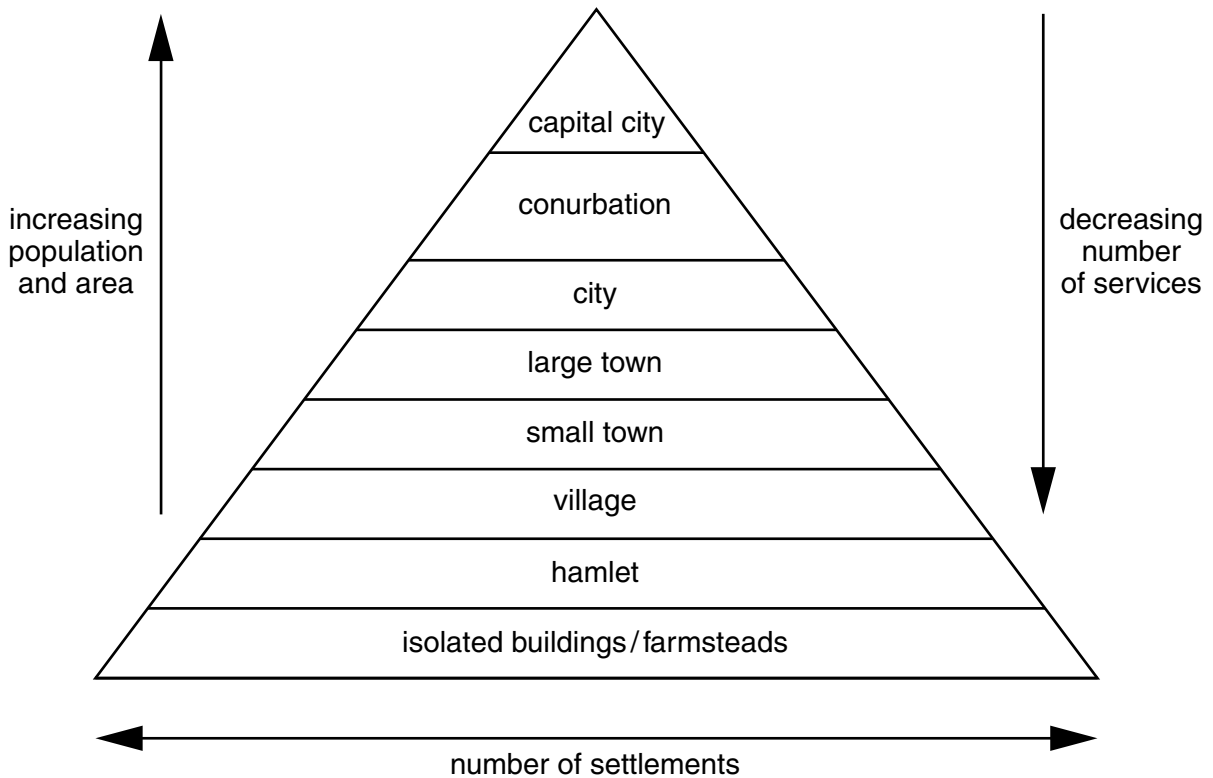 capital city
conurbation
increasing
population
and area
decreasing
number
of services
city
large town
small town
village
hamlet
isolated buildings/farmsteads
number of settlements